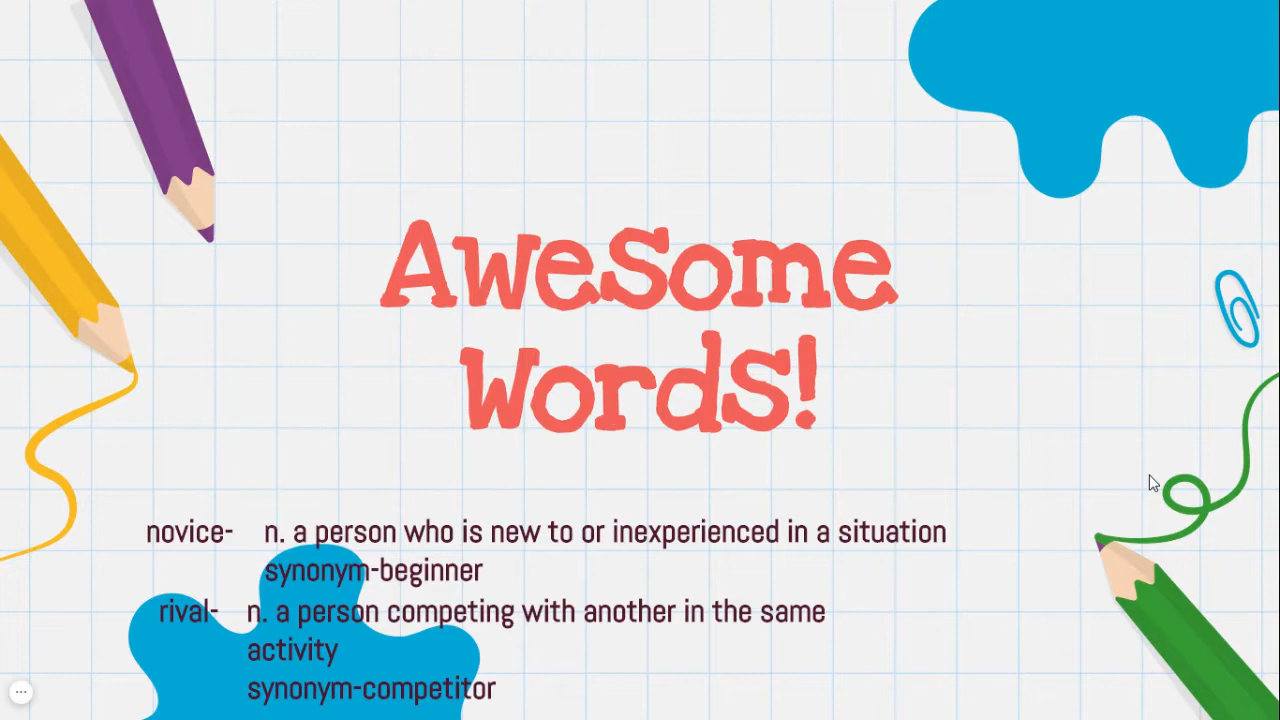 Awesome
Words!
novice- n. a person who is new to or inexperienced in a situation
synonym-beginner
rival- n. a person competing with another in the same
activity
synonym-competitor